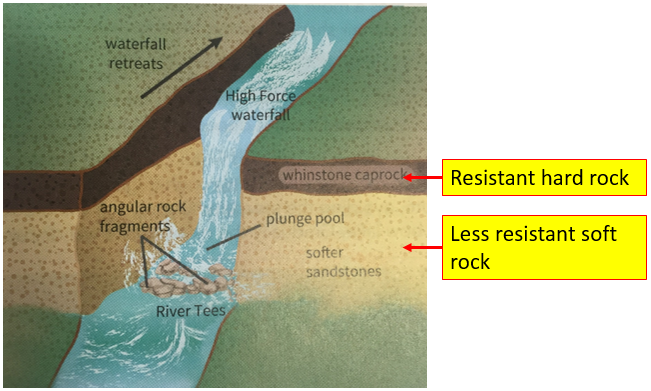 waterfall
retreats
High Force
waterfall
whinstone caprock
Resistant hard rock
angular rock
fragments
plunge pool
Less resistant soft
rock
softer
sandstones
River Tees